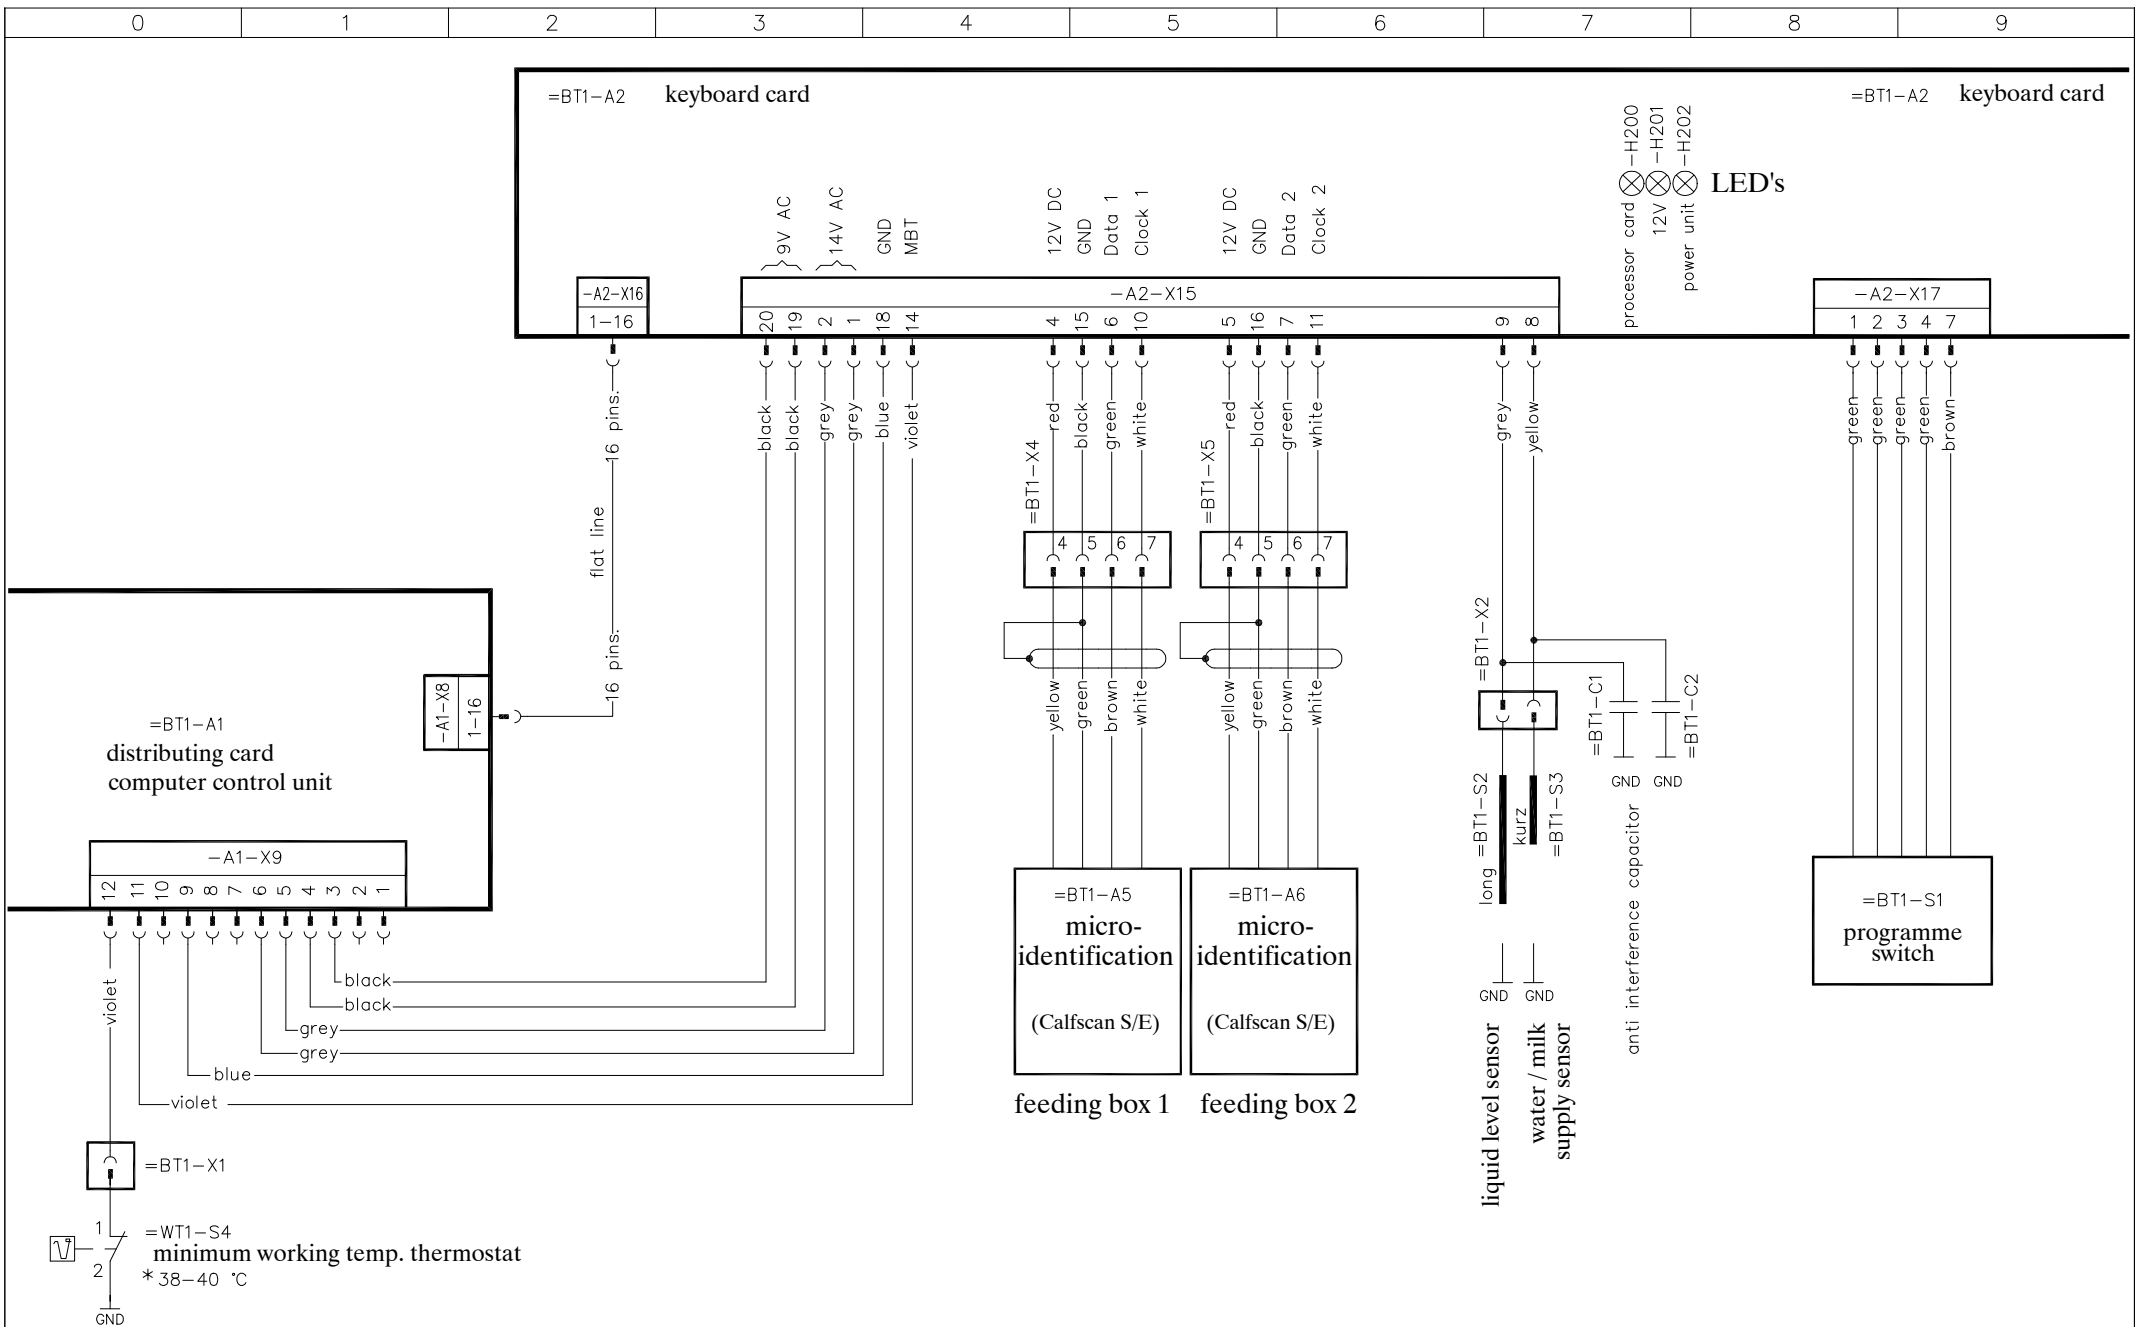 0 1 2 3 4 5 6 7 8 9
=BT1-A2 keyboard card
=BT1-A2 keyboard card
-H200
-H201
-H202
LED's
processor card
12V
power unit
9V AC
14V AC
GND
MBT
12V DC
GND
Data 1
Clock 1
12V DC
GND
Data 2
Clock 2
-A2-X16
1-16
-A2-X15
20 19 2 1 18 14 4 15 6 10 5 16 7 11 9 8
-A2-X17
1 2 3 4 7
16 pins.
flat line
16 pins.
black
black
grey
grey
blue
violet
red
black
green
white
red
black
green
white
grey
yellow
green
green
green
green
brown
=BT1-X4
4 5 6 7
=BT1-X5
4 5 6 7
yellow
green
brown
white
yellow
green
brown
white
=BT1-X2
=BT1-C1
=BT1-C2
GND GND
anti interference capacitor
=BT1-S2
long
kurz
=BT1-S3
GND GND
liquid level sensor
water / milk
supply sensor
=BT1-A1
distributing card
computer control unit
-A1-X8
1-16
-A1-X9
12 11 10 9 8 7 6 5 4 3 2 1
violet
black
black
grey
grey
blue
violet
=BT1-A5
micro-
identification
(Calfscan S/E)
feeding box 1
=BT1-A6
micro-
identification
(Calfscan S/E)
feeding box 2
=BT1-S1
programme
switch
=BT1-X1
1
=WT1-S4
minimum working temp. thermostat
2
* 38-40 °C
GND